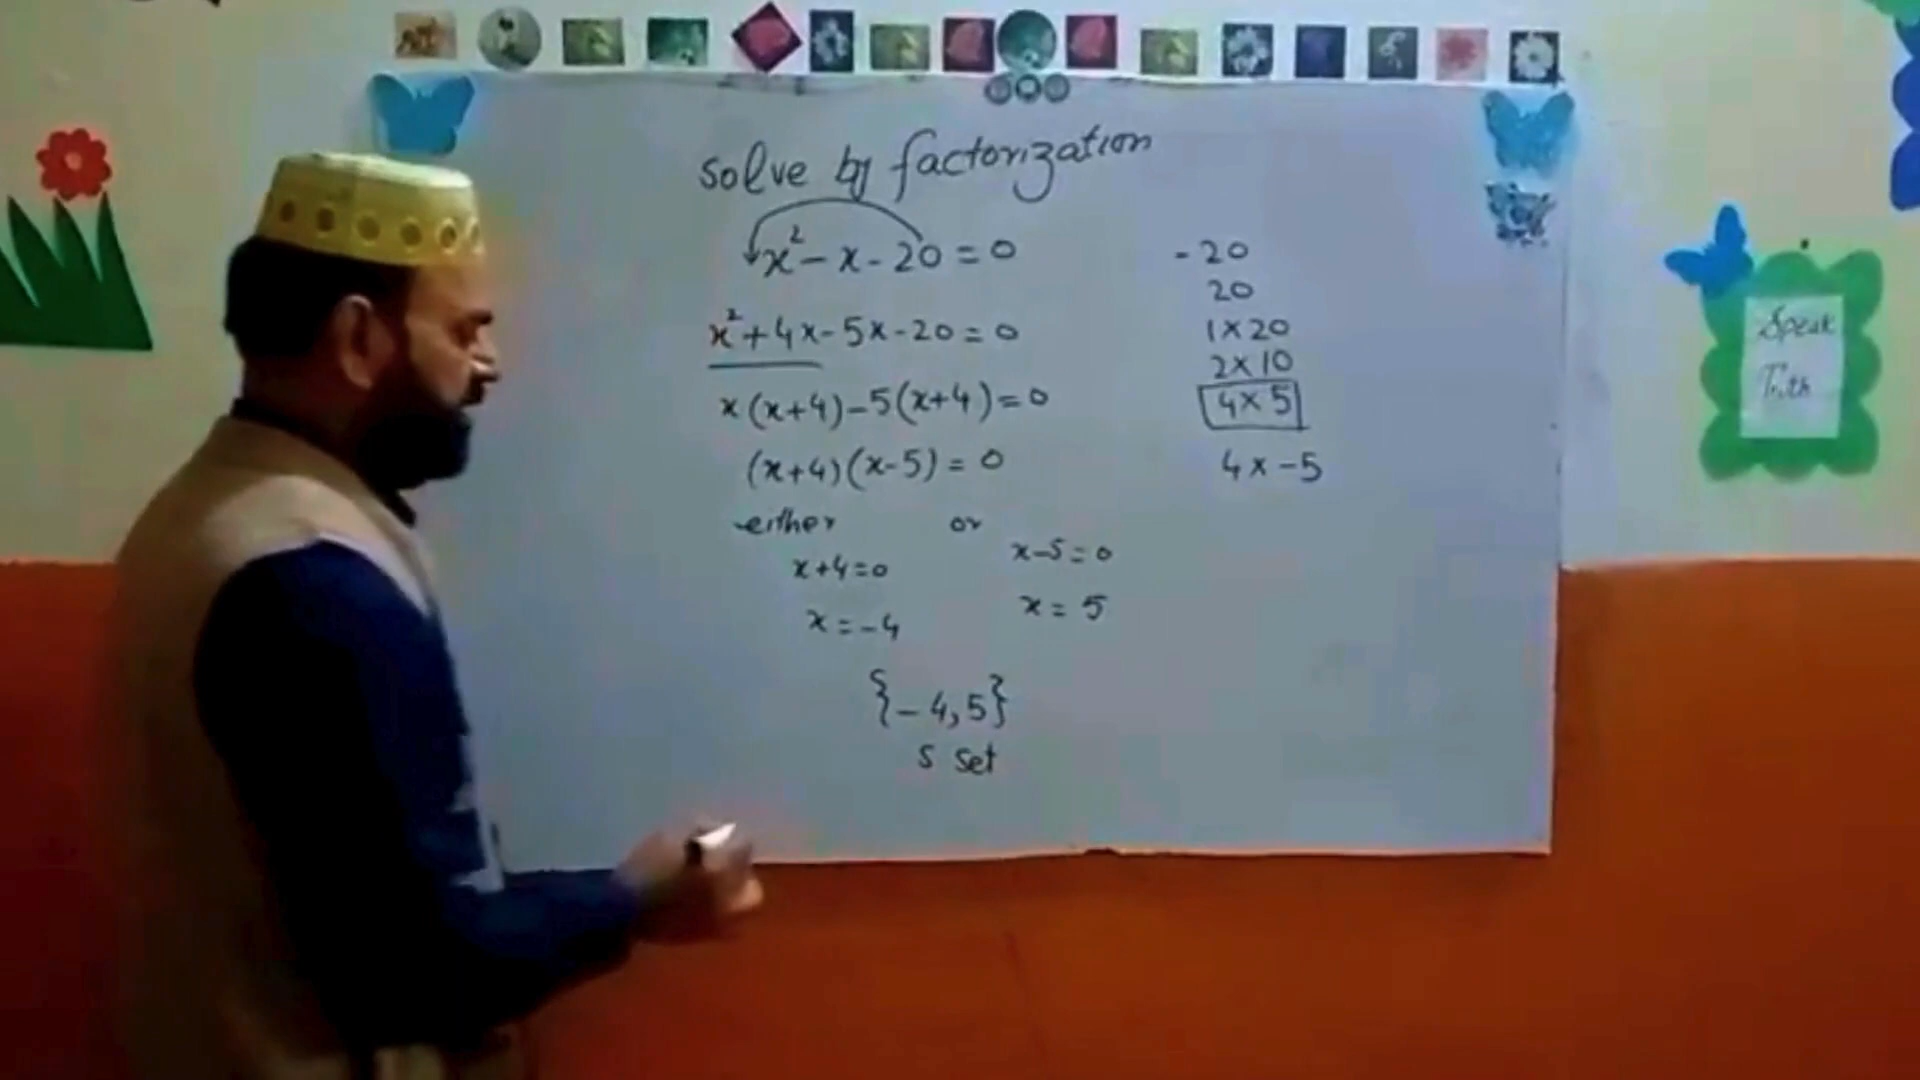 solve by factorization
x² - x - 20 = 0
x² + 4x - 5x - 20 = 0
x (x+4) - 5 (x+4) = 0
(x+4) (x-5) = 0
either or
x+4=0
x-5=0
x = -4
x = 5
{-4, 5}
S set
- 20
20
1 x 20
2 x 10
4 x 5
4 x -5
Speak
Truth